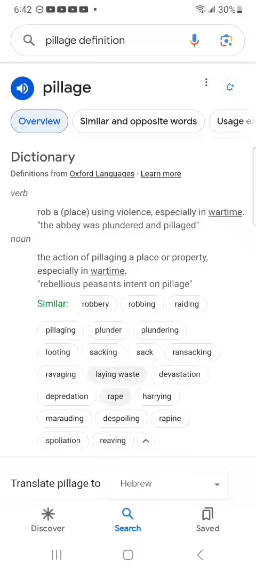 6:42
30%
pillage definition
pillage
Overview
Similar and opposite words
Usage ex
Dictionary
Definitions from Oxford Languages · Learn more
verb
rob a (place) using violence, especially in wartime.
"the abbey was plundered and pillaged"
noun
the action of pillaging a place or property,
especially in wartime.
"rebellious peasants intent on pillage"
Similar: robbery robbing raiding
pillaging plunder plundering
looting sacking sack ransacking
ravaging laying waste devastation
depredation rape harrying
marauding despoiling rapine
spoliation reaving
Translate pillage to Hebrew
Discover Search Saved